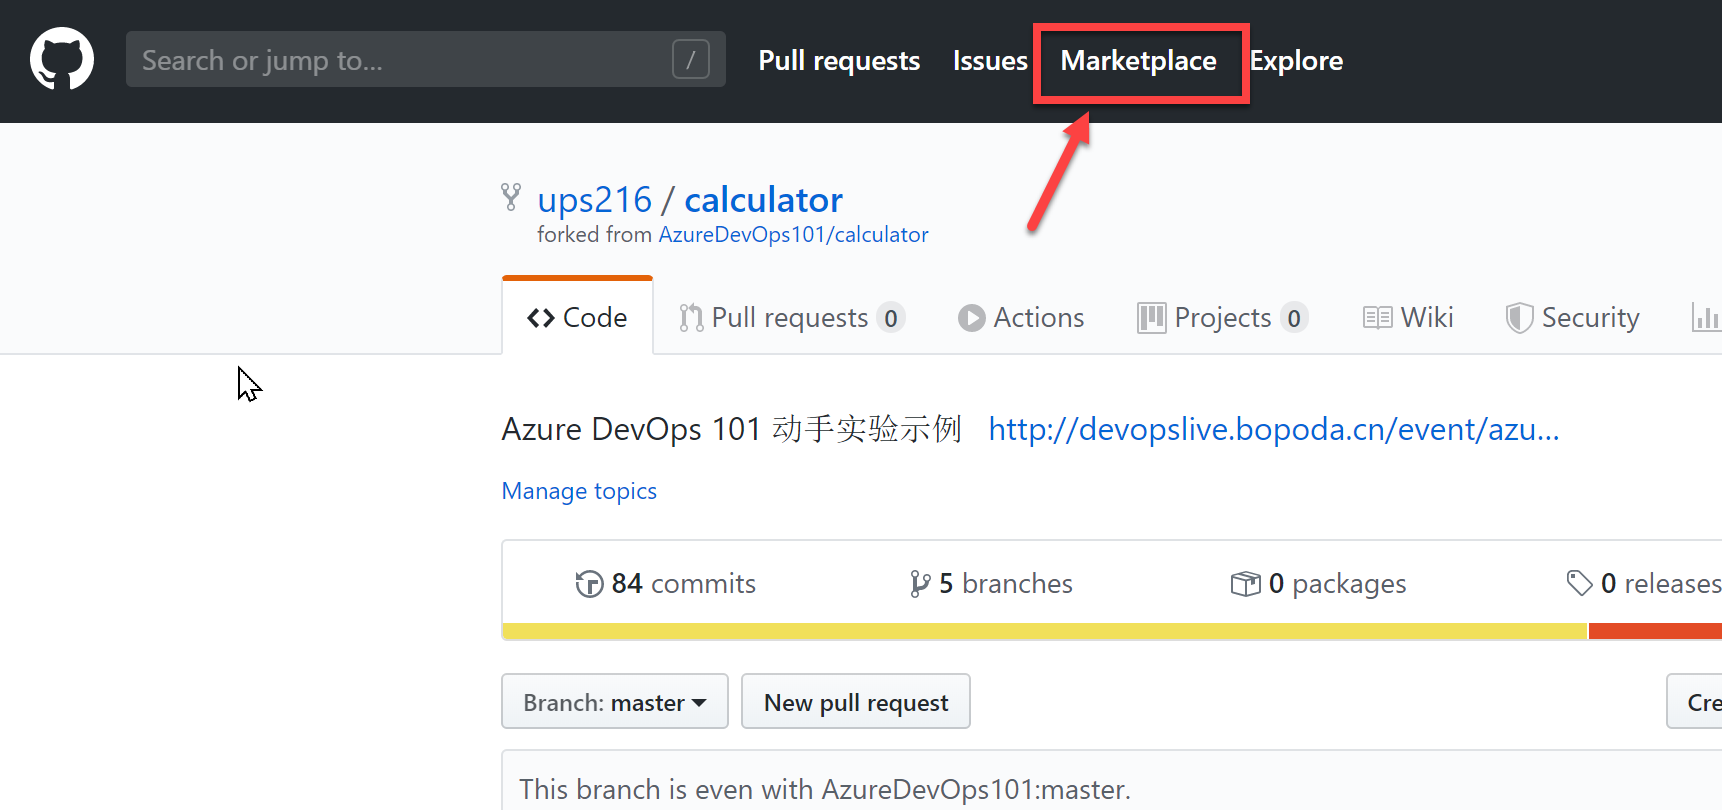 Search or jump to... / Pull requests Issues Marketplace Explore
ups216 / calculator
forked from AzureDevOps101/calculator
Code Pull requests 0 Actions Projects 0 Wiki Security
Azure DevOps 101 动手实验示例 http://devopslive.bopoda.cn/event/azu...
Manage topics
84 commits 5 branches 0 packages 0 releases
Branch: master New pull request Cre
This branch is even with AzureDevOps101:master.